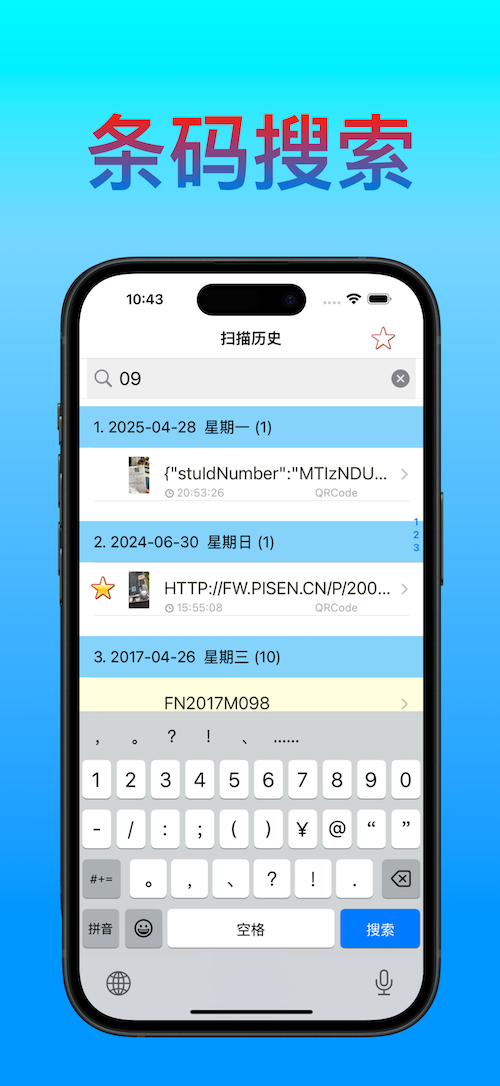 条码搜索
10:43
扫描历史
09
1. 2025-04-28 星期一 (1)
{"stuIdNumber":"MTIzNDU...
20:53:26 QRCode
1
2
3
2. 2024-06-30 星期日 (1)
HTTP://FW.PISEN.CN/P/200...
15:55:08 QRCode
3. 2017-04-26 星期三 (10)
FN2017M098
， 。 ？ ！ 、 ……
1 2 3 4 5 6 7 8 9 0
- / : ; ( ) ¥ @ “ ”
#+= 。 ， 、 ？ ！ .
拼音 空格 搜索